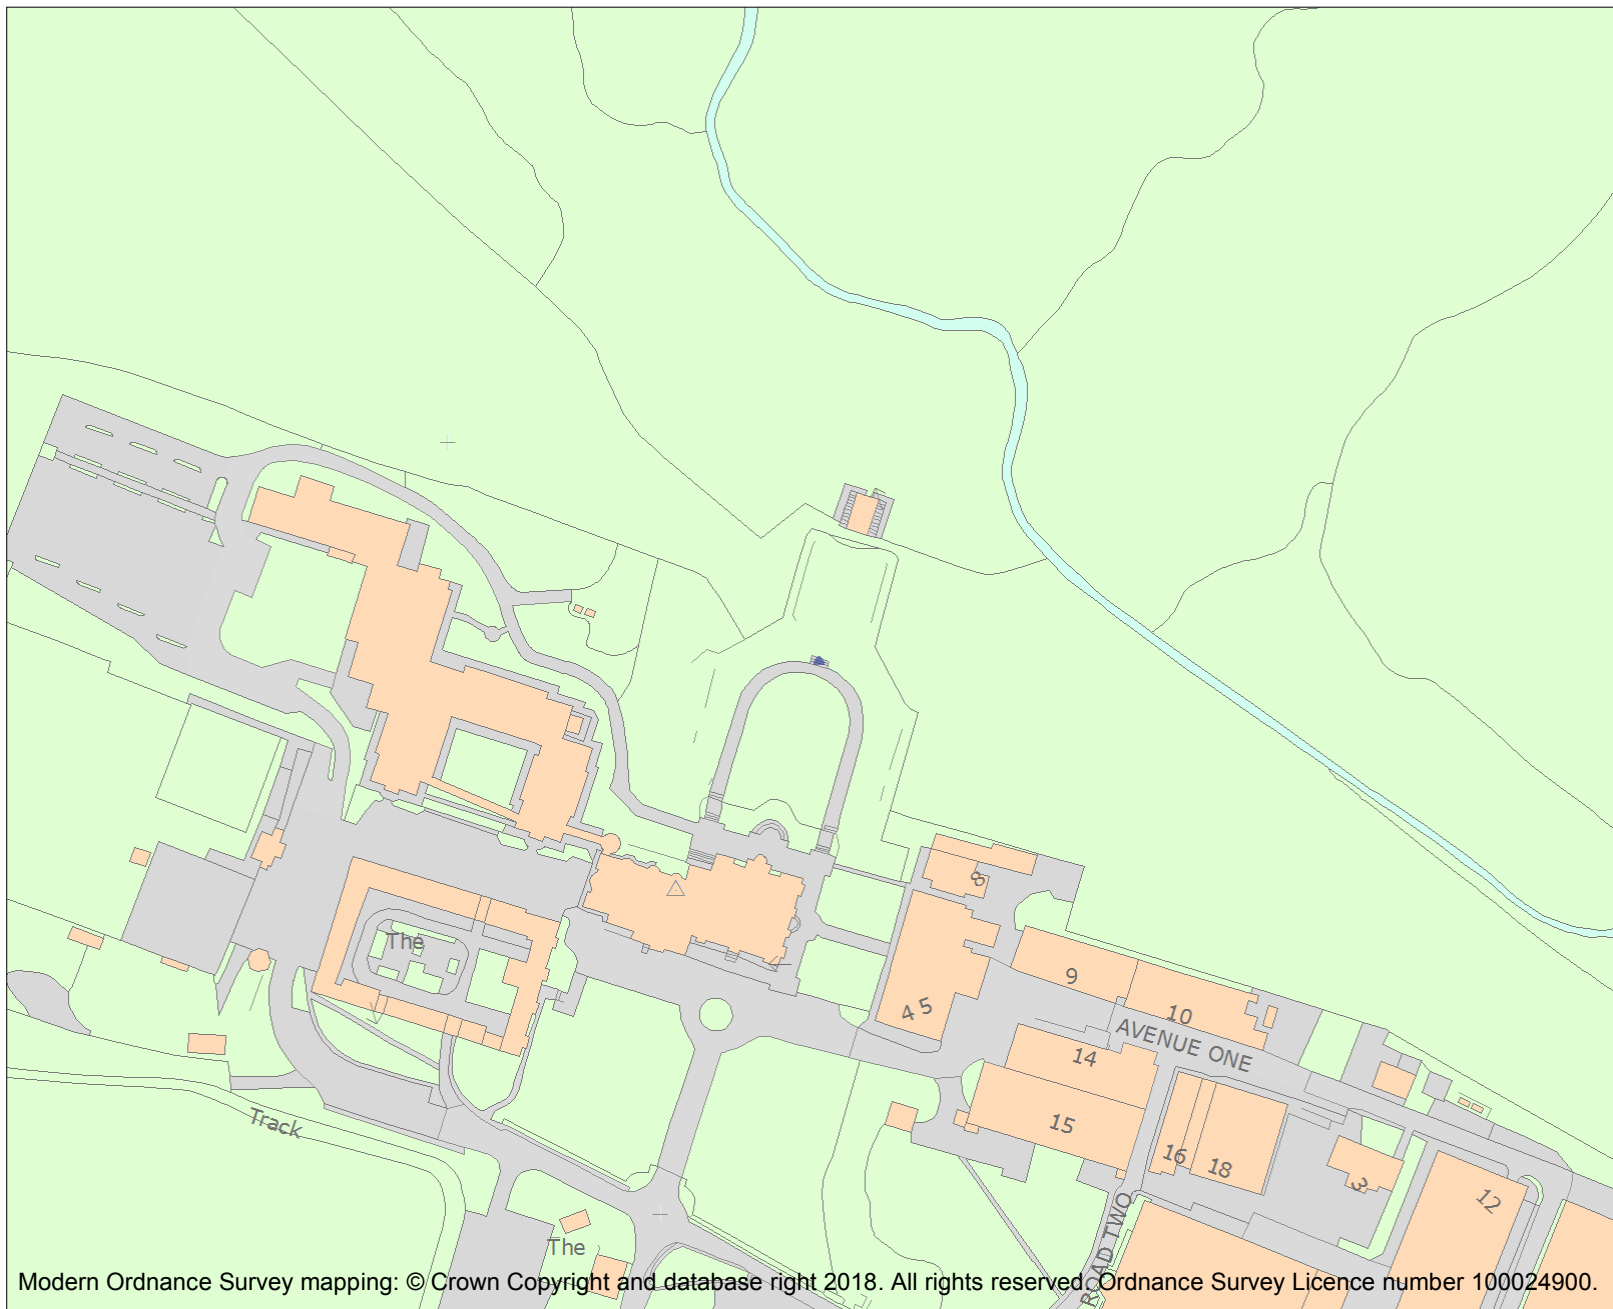 8
The
9
4 5
10
AVENUE ONE
14
15
Track
16
18
3
12
ROAD TWO
The
Modern Ordnance Survey mapping: © Crown Copyright and database right 2018. All rights reserved. Ordnance Survey Licence number 100024900.